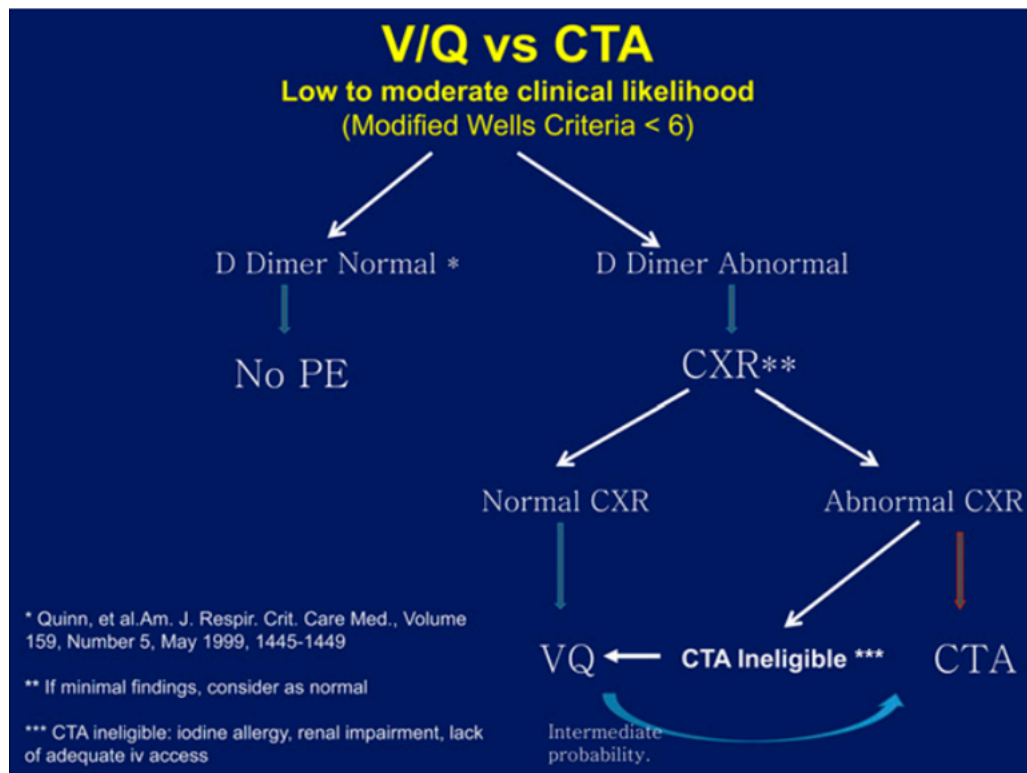 V/Q vs CTA
Low to moderate clinical likelihood
(Modified Wells Criteria < 6)
D Dimer Normal *
D Dimer Abnormal
No PE
CXR**
Normal CXR
Abnormal CXR
VQ
CTA Ineligible ***
CTA
Intermediate
probability.
* Quinn, et al.Am. J. Respir. Crit. Care Med., Volume
159, Number 5, May 1999, 1445-1449
** If minimal findings, consider as normal
*** CTA ineligible: iodine allergy, renal impairment, lack
of adequate iv access